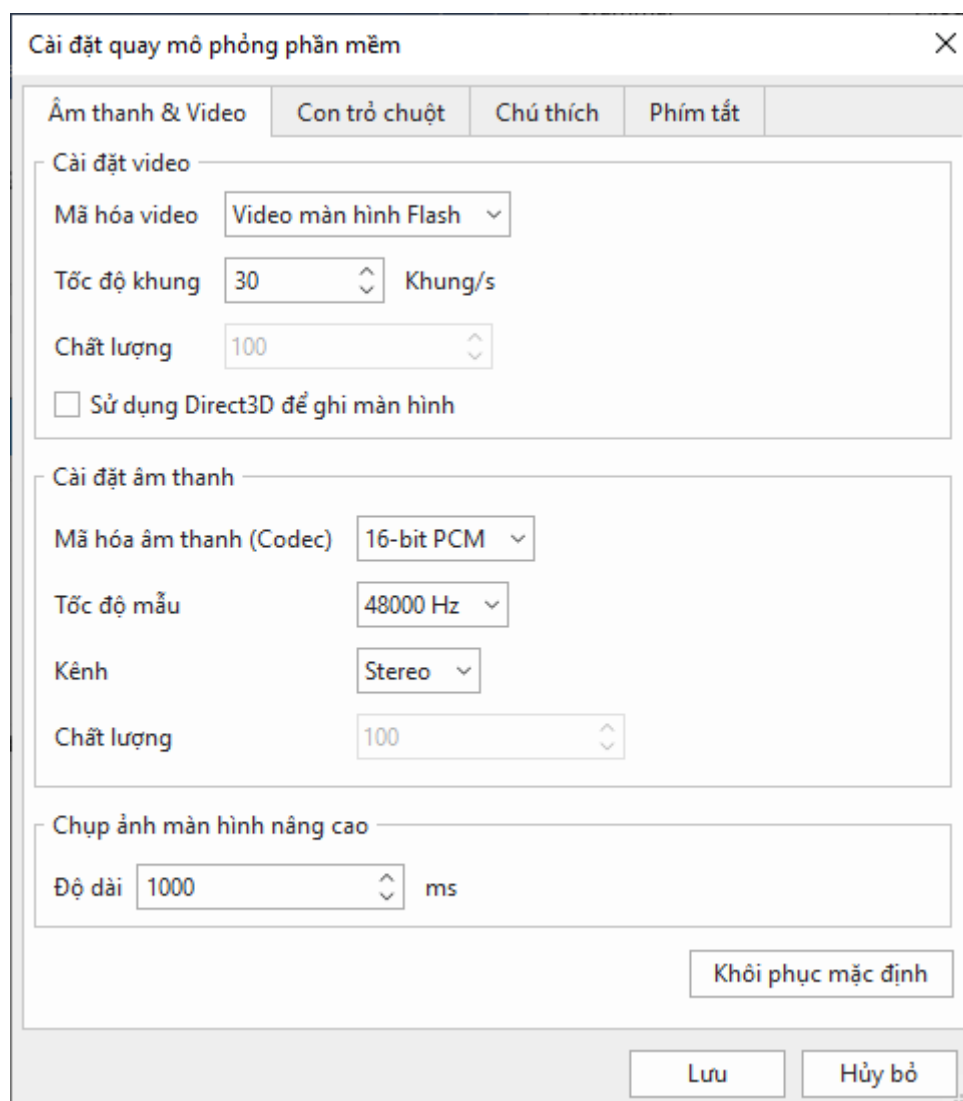 Cài đặt quay mô phỏng phần mềm
Âm thanh & Video Con trỏ chuột Chú thích Phím tắt
Cài đặt video
Mã hóa video Video màn hình Flash
Tốc độ khung 30 Khung/s
Chất lượng 100
Sử dụng Direct3D để ghi màn hình
Cài đặt âm thanh
Mã hóa âm thanh (Codec) 16-bit PCM
Tốc độ mẫu 48000 Hz
Kênh Stereo
Chất lượng 100
Chụp ảnh màn hình nâng cao
Độ dài 1000 ms
Khôi phục mặc định
Lưu Hủy bỏ